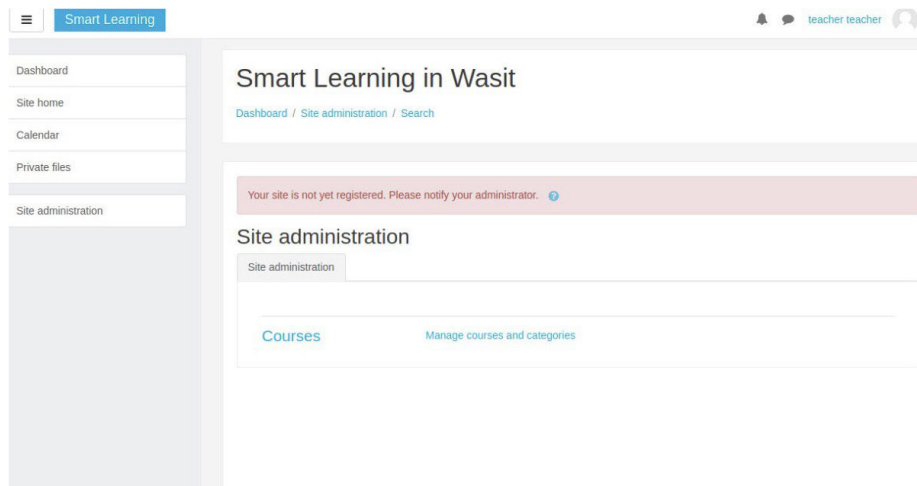 Smart Learning
teacher teacher
Dashboard
Site home
Calendar
Private files
Site administration
Smart Learning in Wasit
Dashboard / Site administration / Search
Your site is not yet registered. Please notify your administrator.
Site administration
Site administration
Courses
Manage courses and categories